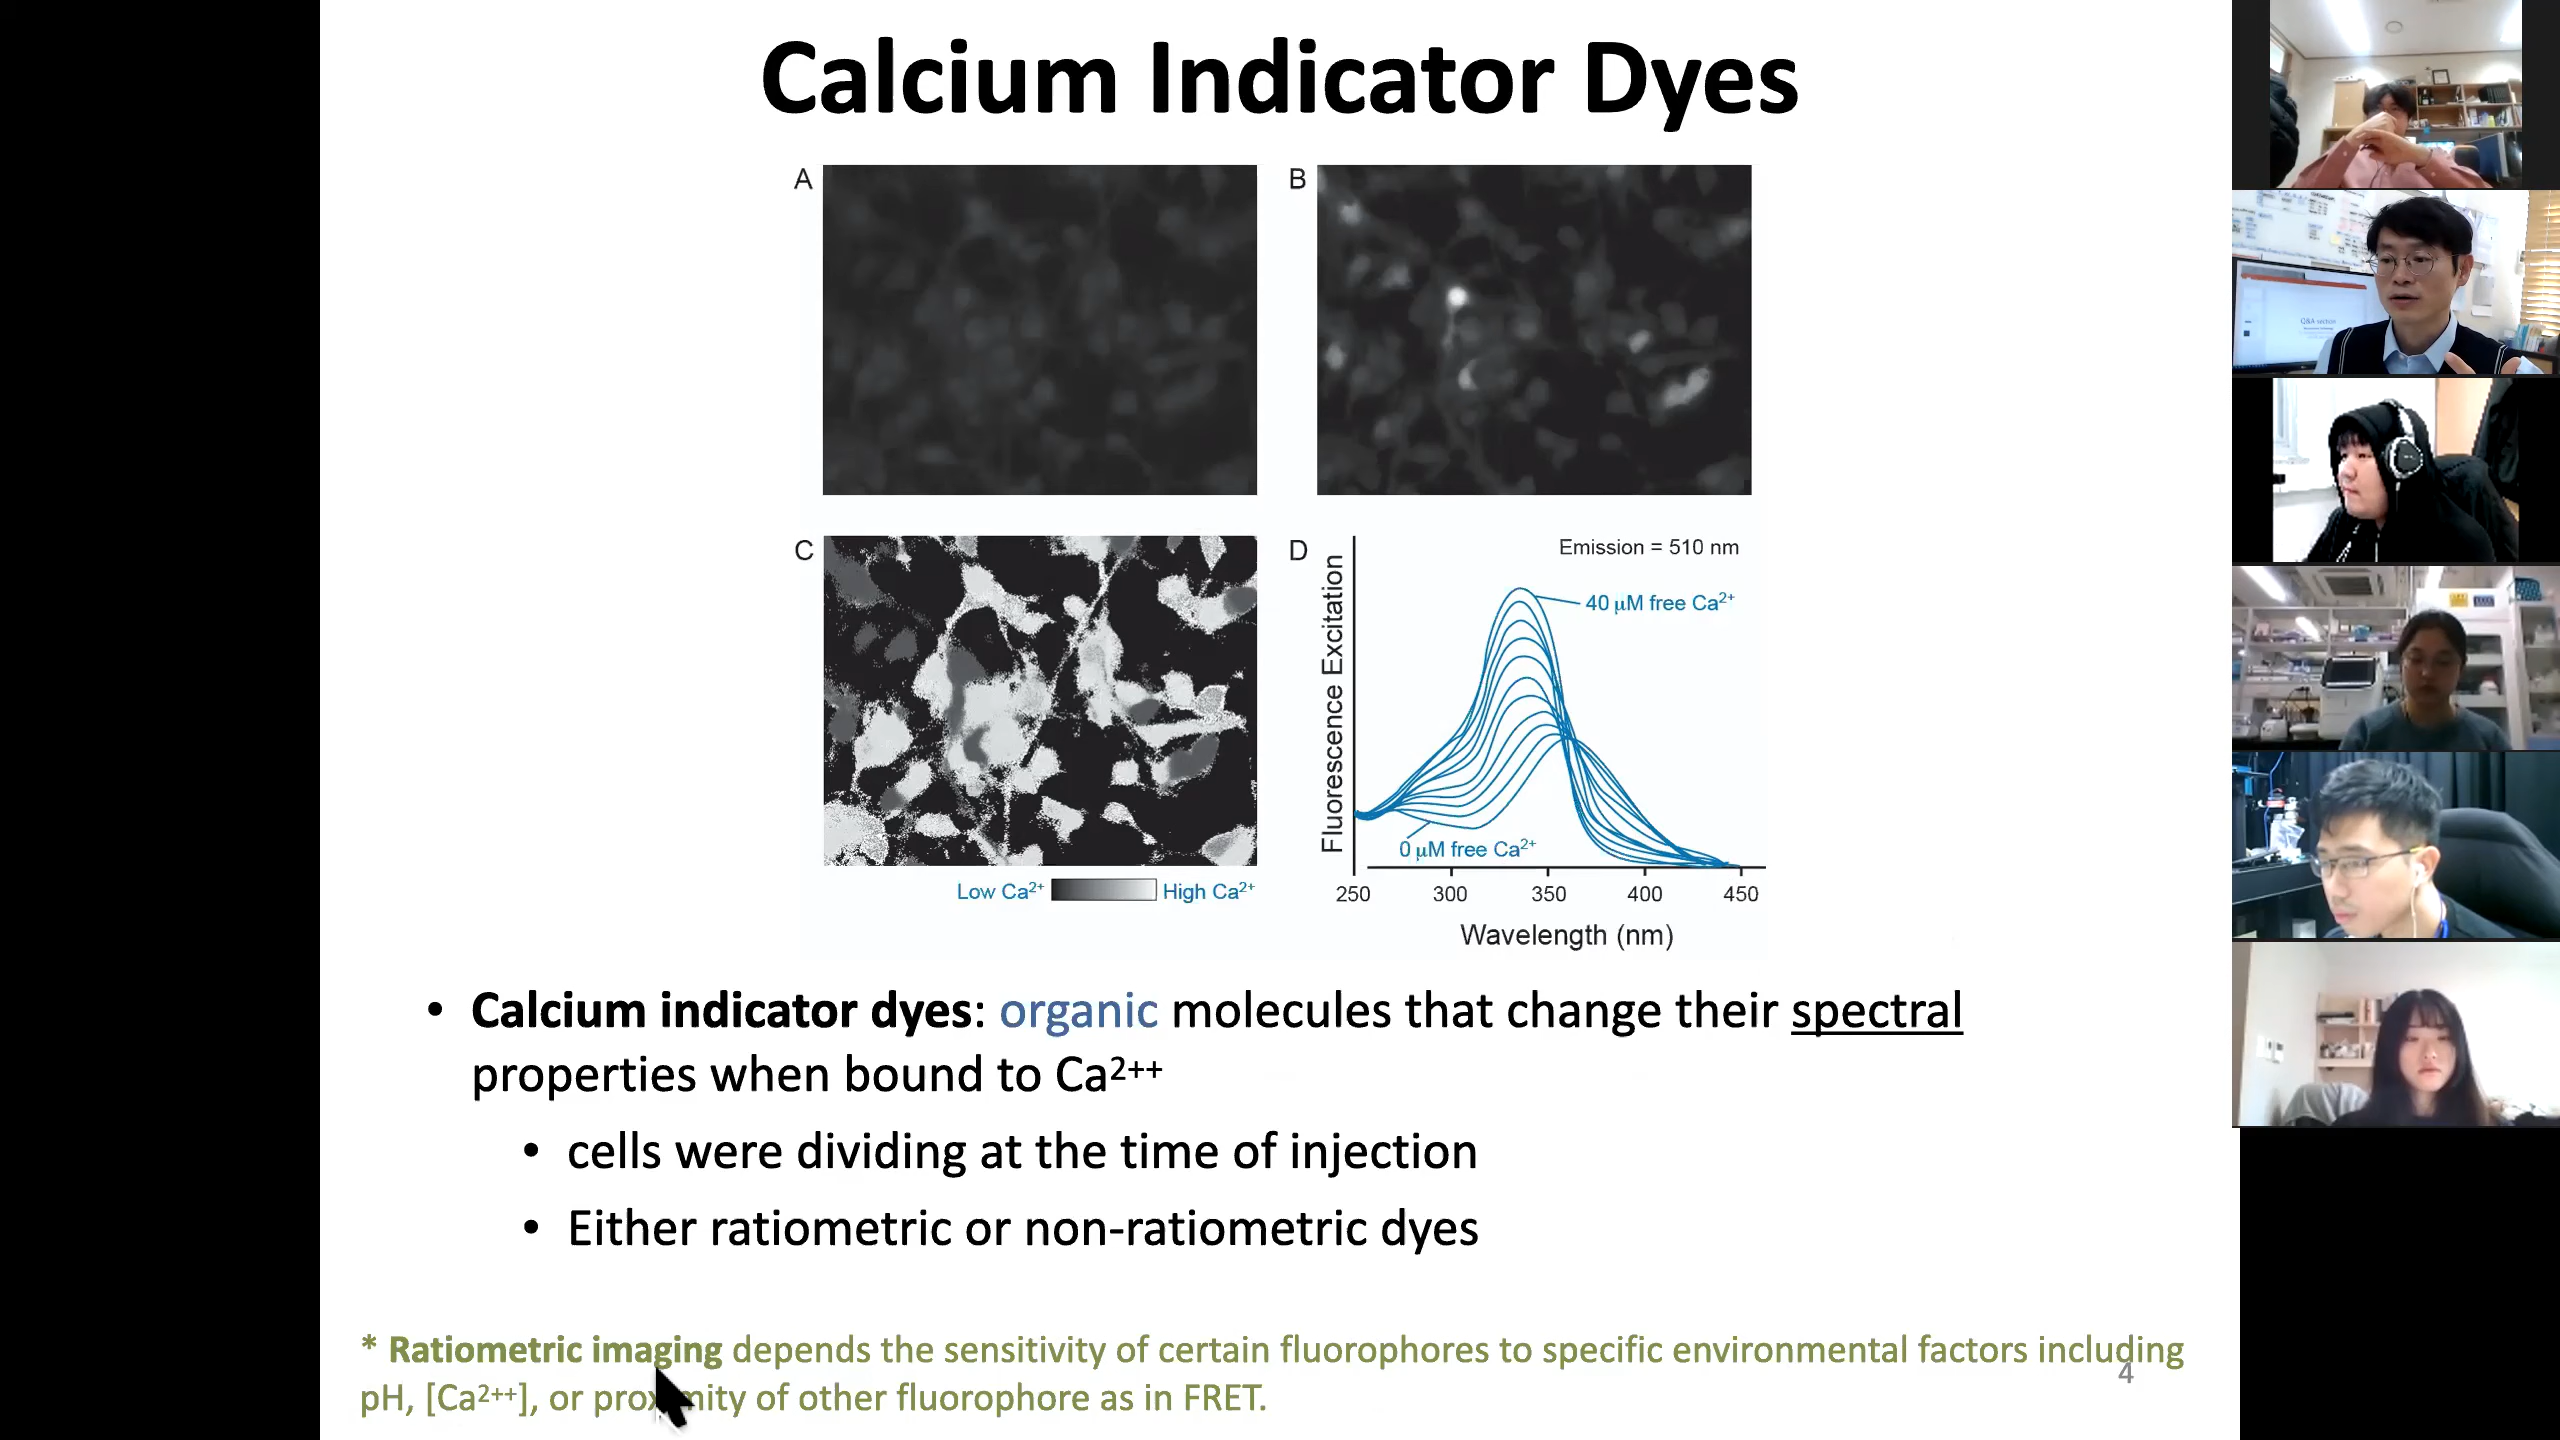 Calcium Indicator Dyes
A
B
C
D
Emission = 510 nm
40 µM free Ca²⁺
0 µM free Ca²⁺
Fluorescence Excitation
250 300 350 400 450
Wavelength (nm)
Low Ca²⁺ High Ca²⁺
• Calcium indicator dyes: organic molecules that change their spectral
properties when bound to Ca²⁺⁺
• cells were dividing at the time of injection
• Either ratiometric or non-ratiometric dyes
* Ratiometric imaging depends the sensitivity of certain fluorophores to specific environmental factors including
pH, [Ca²⁺⁺], or proximity of other fluorophore as in FRET.
4
Q&A section